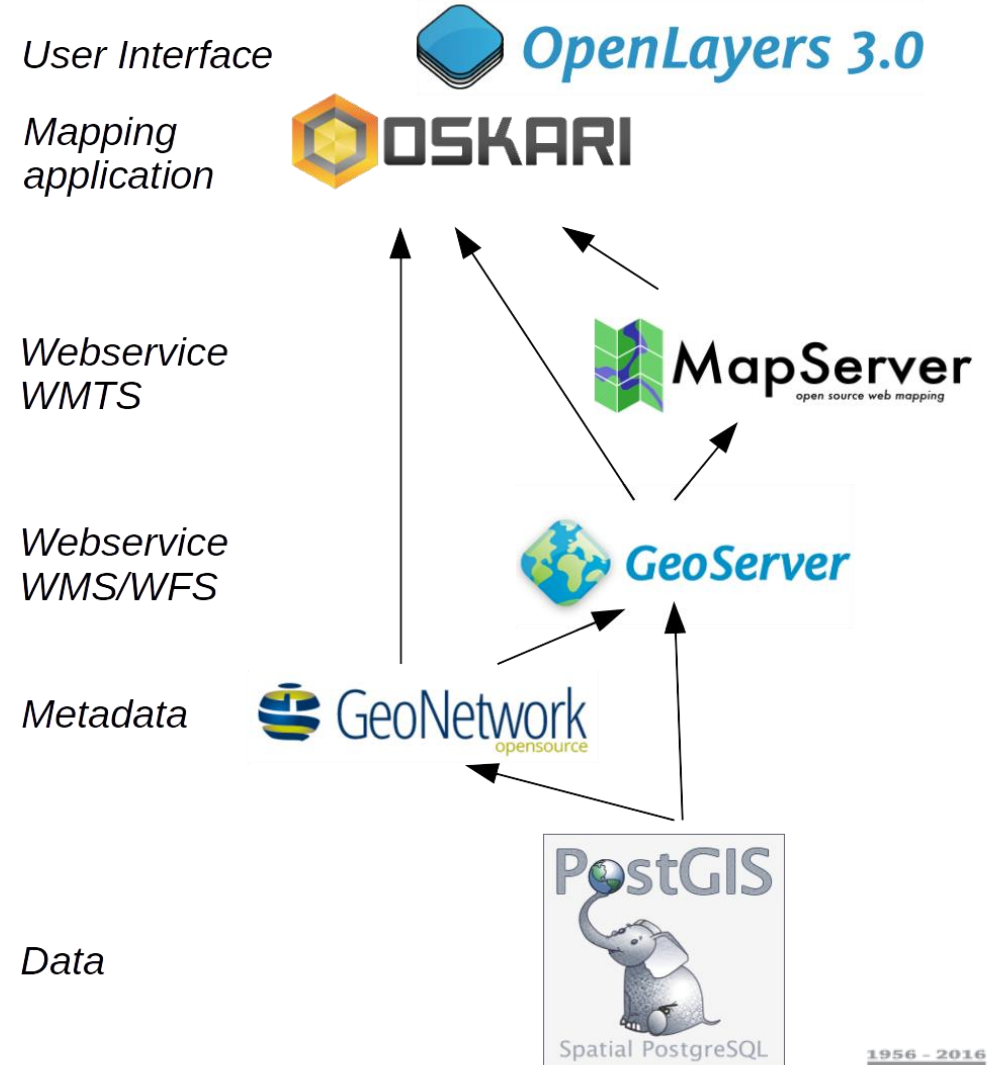 User Interface
OpenLayers 3.0
Mapping
application
OSKARI
Webservice
WMTS
MapServer
open source web mapping
Webservice
WMS/WFS
GeoServer
Metadata
GeoNetwork
opensource
PostGIS
Data
Spatial PostgreSQL
1956 - 2016